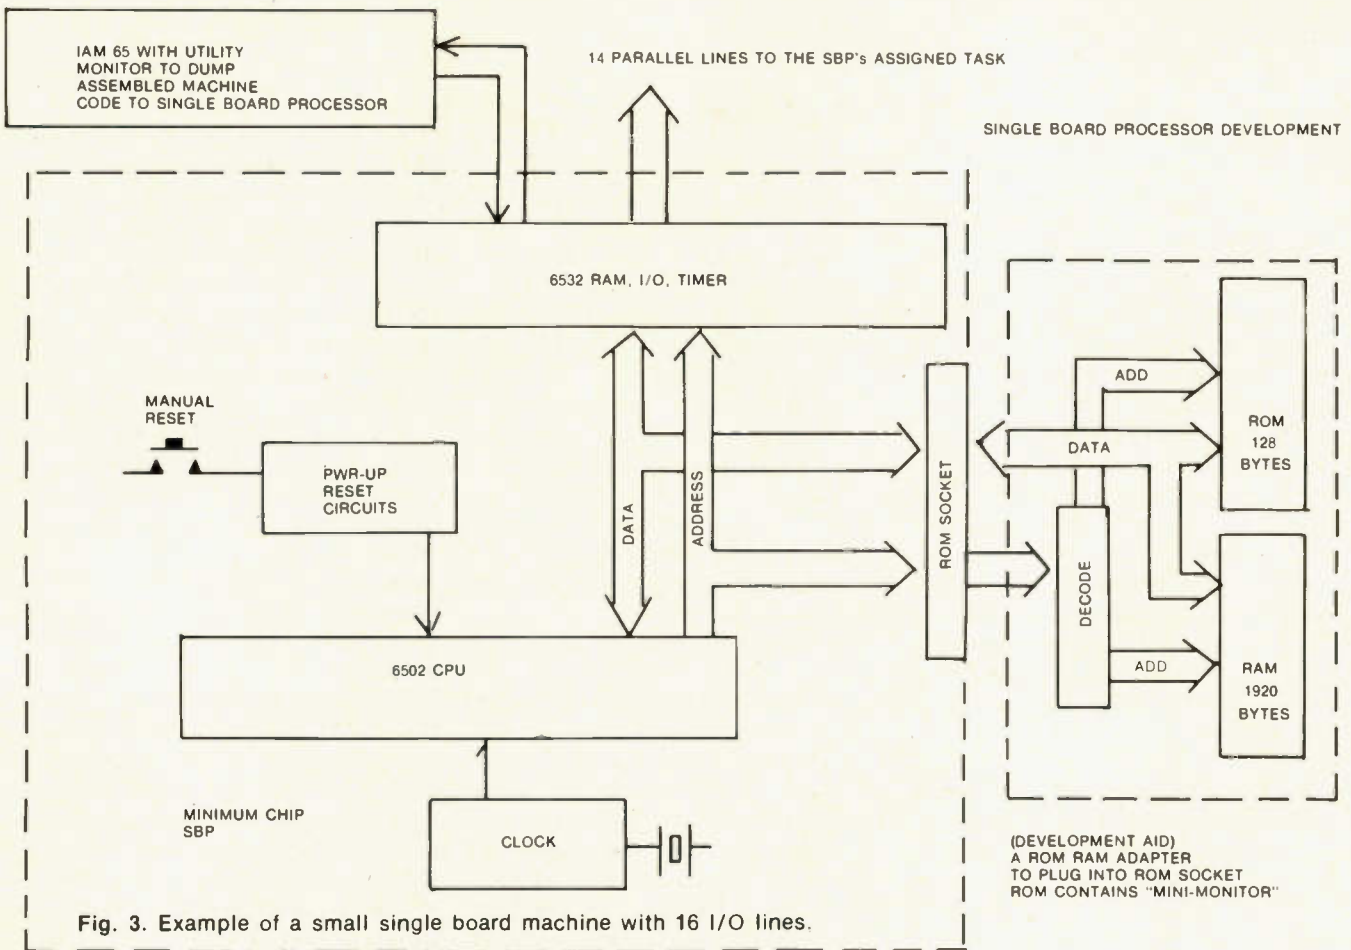 IAM 65 WITH UTILITY
MONITOR TO DUMP
ASSEMBLED MACHINE
CODE TO SINGLE BOARD PROCESSOR
14 PARALLEL LINES TO THE SBP's ASSIGNED TASK
SINGLE BOARD PROCESSOR DEVELOPMENT
6532 RAM, I/O, TIMER
MANUAL
RESET
PWR-UP
RESET
CIRCUITS
DATA
ADDRESS
ROM SOCKET
ADD
DATA
ROM
128
BYTES
DECODE
ADD
RAM
1920
BYTES
6502 CPU
MINIMUM CHIP
SBP
CLOCK
(DEVELOPMENT AID)
A ROM RAM ADAPTER
TO PLUG INTO ROM SOCKET
ROM CONTAINS "MINI-MONITOR"
Fig. 3. Example of a small single board machine with 16 I/O lines.